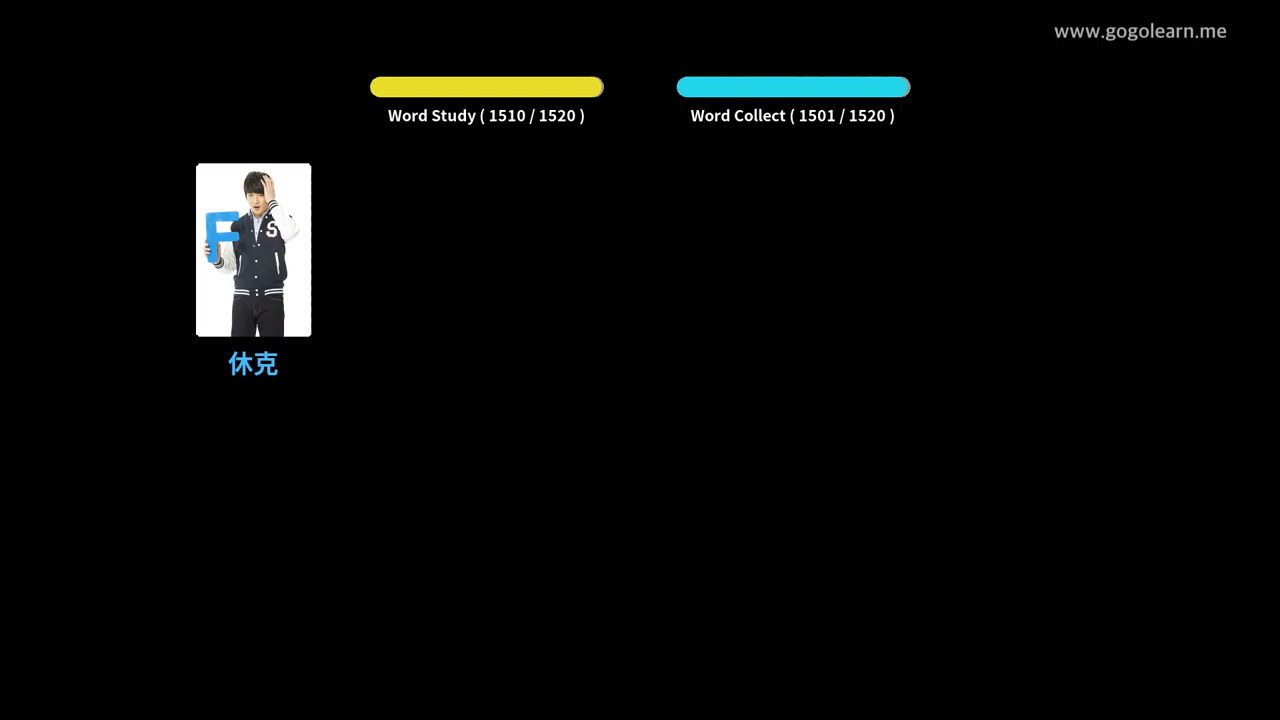 www.gogolearn.me
Word Study ( 1510 / 1520 )
Word Collect ( 1501 / 1520 )
F
S
休克